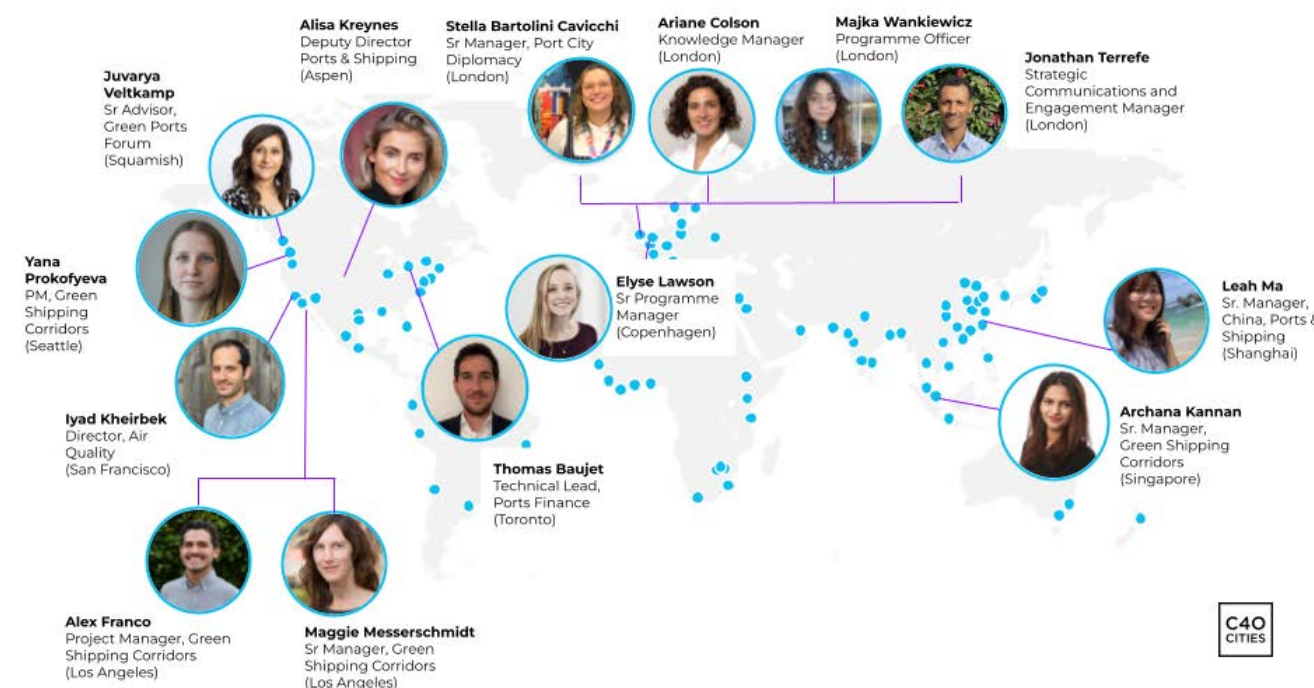 Alisa Kreynes
Deputy Director
Ports & Shipping
(Aspen)
Stella Bartolini Cavicchi
Sr Manager, Port City
Diplomacy
(London)
Ariane Colson
Knowledge Manager
(London)
Majka Wankiewicz
Programme Officer
(London)
Jonathan Terrefe
Strategic
Communications and
Engagement Manager
(London)
Juvarya
Veltkamp
Sr Advisor,
Green Ports
Forum
(Squamish)
Yana
Prokofyeva
PM, Green
Shipping
Corridors
(Seattle)
Elyse Lawson
Sr Programme
Manager
(Copenhagen)
Leah Ma
Sr. Manager,
China, Ports &
Shipping
(Shanghai)
Iyad Kheirbek
Director, Air
Quality
(San Francisco)
Archana Kannan
Sr. Manager,
Green Shipping
Corridors
(Singapore)
Thomas Baujet
Technical Lead,
Ports Finance
(Toronto)
Alex Franco
Project Manager, Green
Shipping Corridors
(Los Angeles)
Maggie Messerschmidt
Sr Manager, Green
Shipping Corridors
(Los Angeles)
C40
CITIES